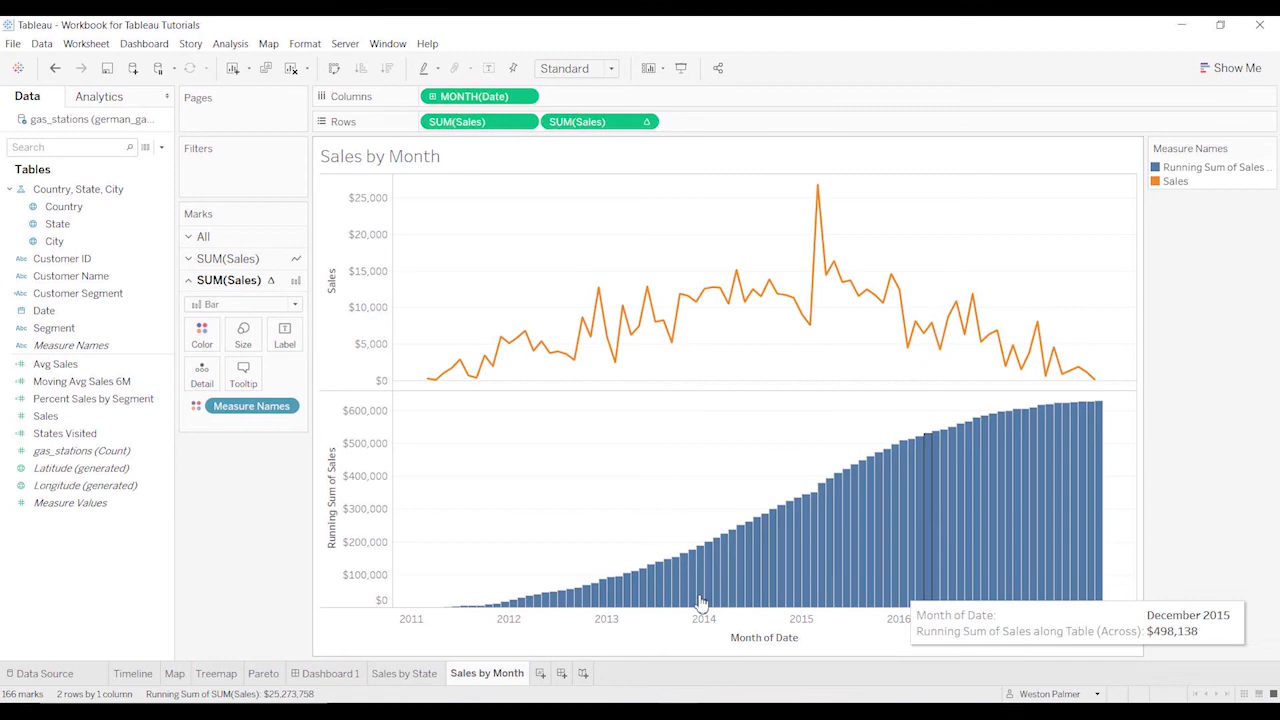 Tableau - Workbook for Tableau Tutorials
File Data Worksheet Dashboard Story Analysis Map Format Server Window Help
Standard
Show Me
Data Analytics
gas_stations (german_ga...
Search
Tables
Country, State, City
Country
State
City
Customer ID
Customer Name
Customer Segment
Date
Segment
Measure Names
Avg Sales
Moving Avg Sales 6M
Percent Sales by Segment
Sales
States Visited
gas_stations (Count)
Latitude (generated)
Longitude (generated)
Measure Values
Pages
Filters
Marks
All
SUM(Sales)
SUM(Sales) Δ
Bar
Color Size Label
Detail Tooltip
Measure Names
Columns MONTH(Date)
Rows SUM(Sales) SUM(Sales) Δ
Sales by Month
Sales
$25,000
$20,000
$15,000
$10,000
$5,000
$0
Running Sum of Sales
$600,000
$500,000
$400,000
$300,000
$200,000
$100,000
$0
2011 2012 2013 2014 2015 2016
Month of Date
Month of Date: December 2015
Running Sum of Sales along Table (Across): $498,138
Measure Names
Running Sum of Sales ..
Sales
Data Source Timeline Map Treemap Pareto Dashboard 1 Sales by State Sales by Month
166 marks 2 rows by 1 column Running Sum of SUM(Sales): $25,273,758 Weston Palmer